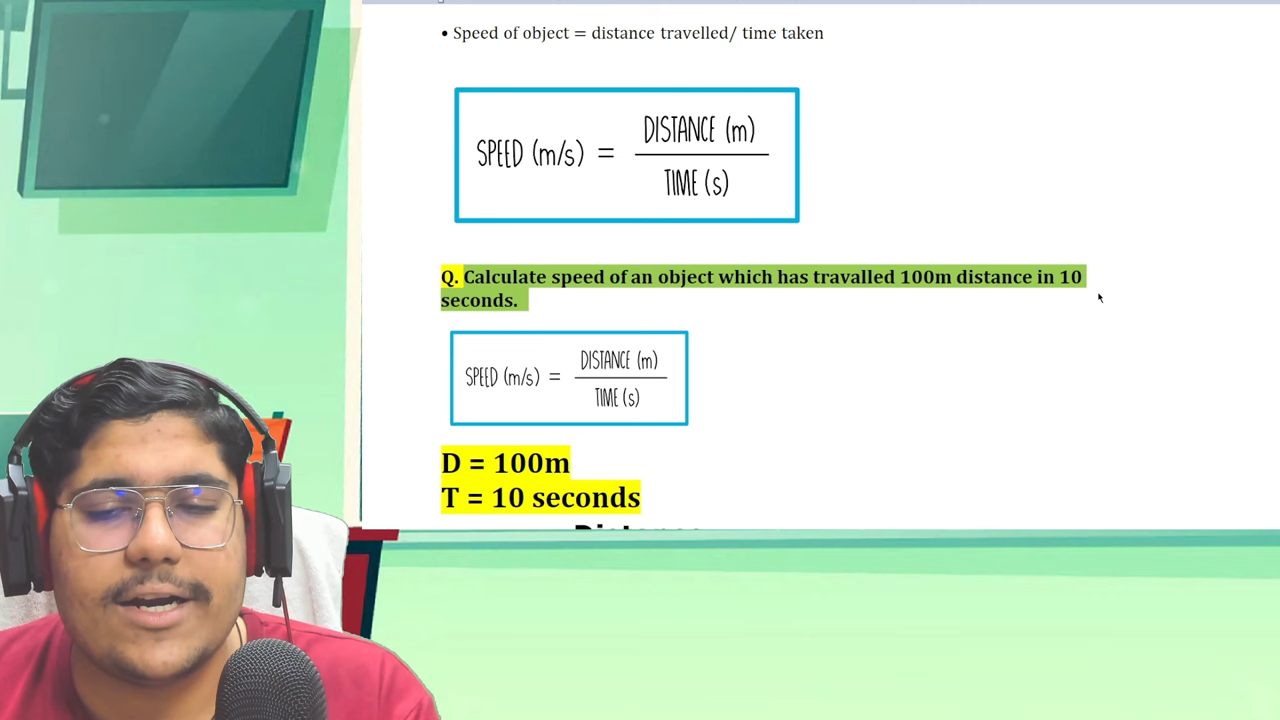 • Speed of object = distance travelled/ time taken
SPEED (m/s) = DISTANCE (m)
TIME (s)
Q. Calculate speed of an object which has travalled 100m distance in 10
seconds.
SPEED (m/s) = DISTANCE (m)
TIME (s)
D = 100m
T = 10 seconds